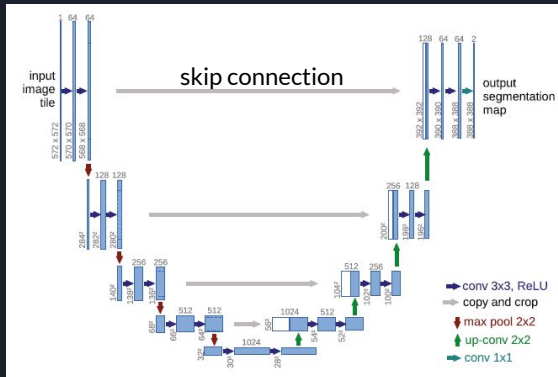 1 64 64
128 64 64 2
input
image
tile
skip connection
output
segmentation
map
572 x 572
570 x 570
568 x 568
392 x 392
390 x 390
388 x 388
388 x 388
128 128
256 128
284²
282²
280²
200²
198²
196²
256 256
512 256
140²
138²
136²
104²
102²
100²
512 512
1024 512
68²
66²
64²
56²
54²
52²
1024
32²
30²
28²
conv 3x3, ReLU
copy and crop
max pool 2x2
up-conv 2x2
conv 1x1